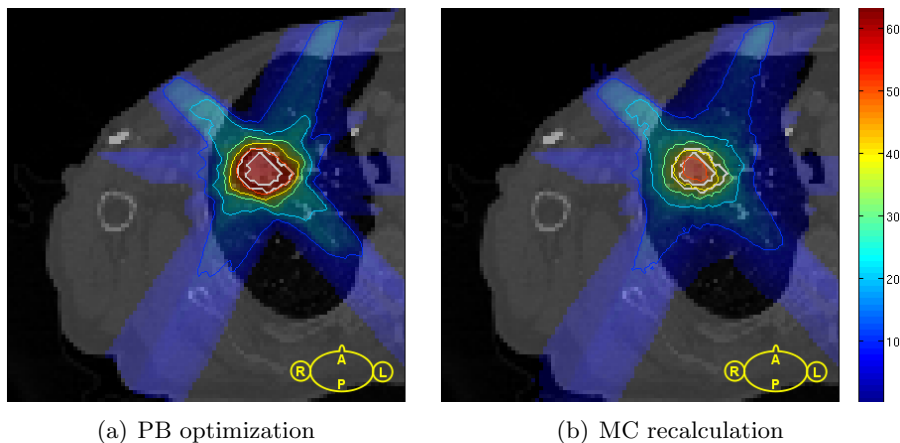 60
50
40
30
20
10
A
R L
P
A
R L
P
(a) PB optimization
(b) MC recalculation